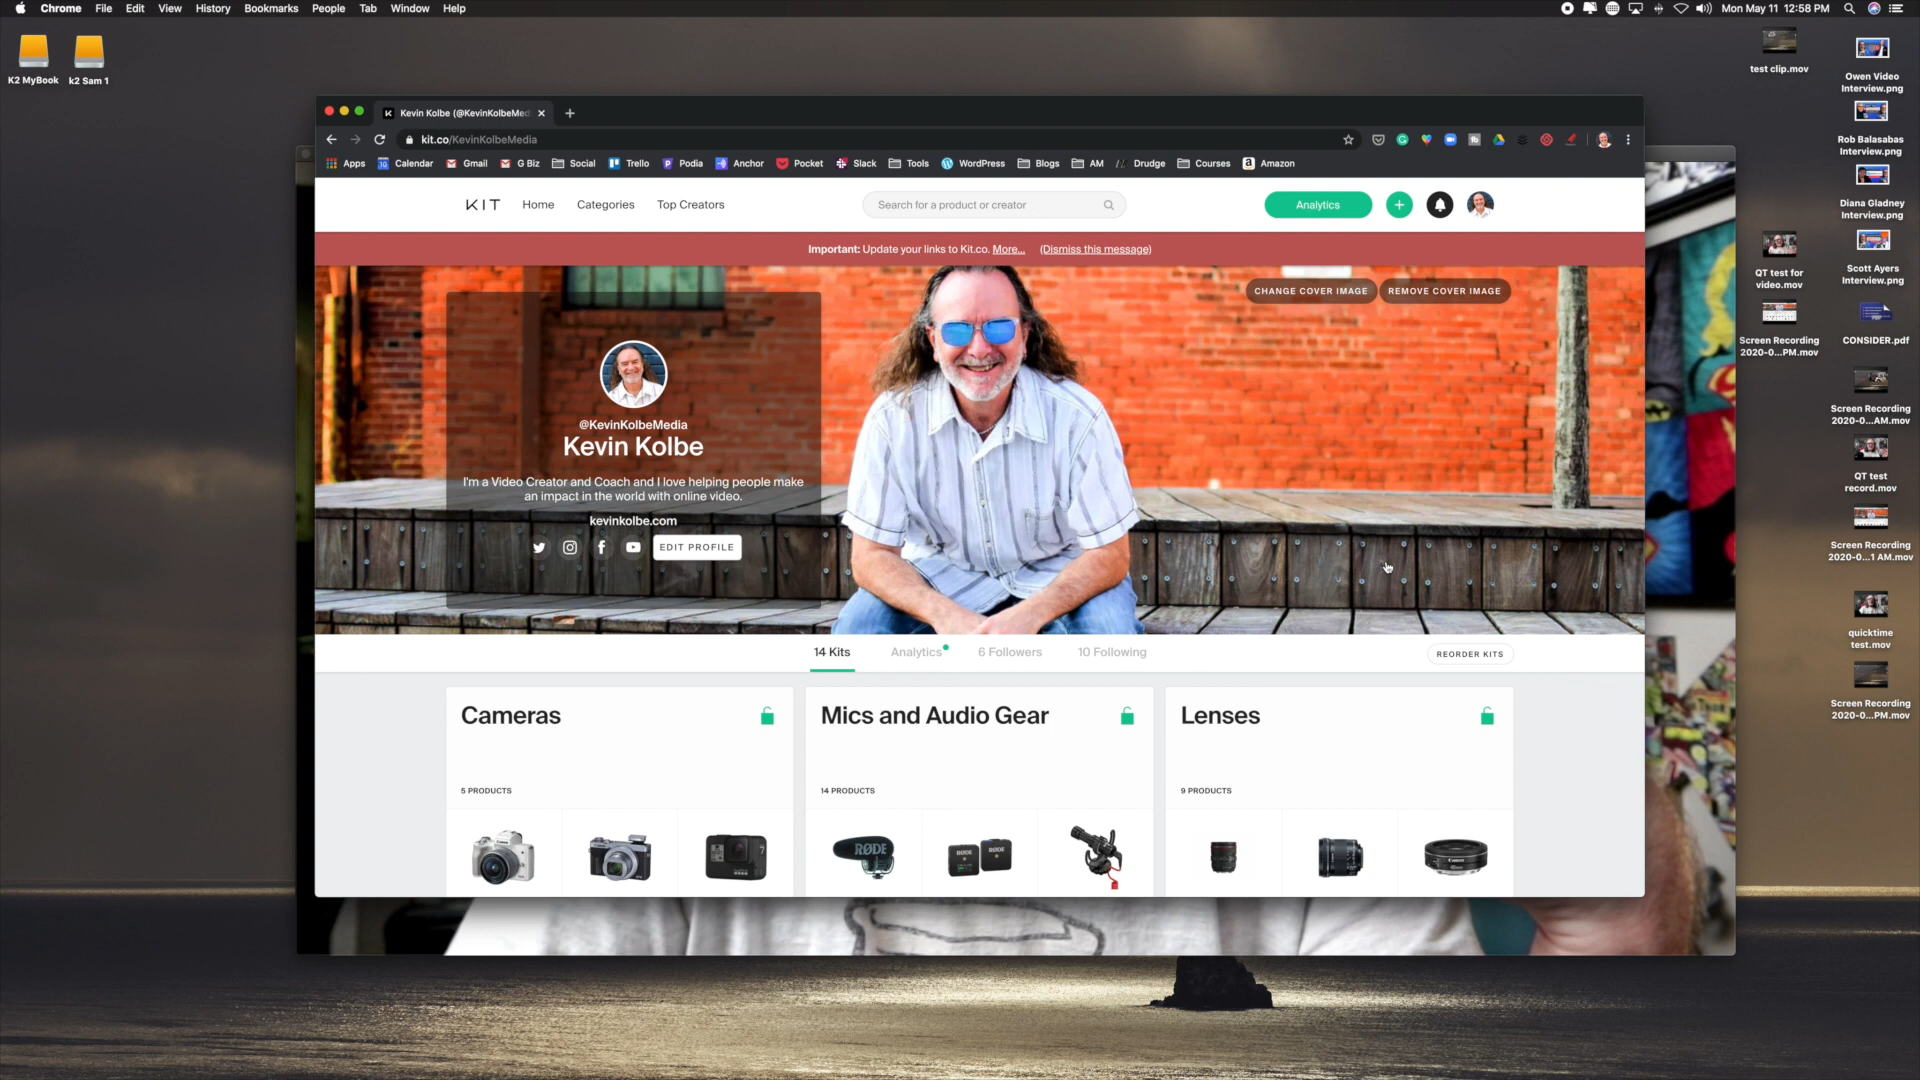 Chrome File Edit View History Bookmarks People Tab Window Help
Mon May 11 12:58 PM
K2 MyBook
k2 Sam 1
test clip.mov
Owen Video
Interview.png
Rob Balasabas
Interview.png
Diana Gladney
Interview.png
QT test for
video.mov
Scott Ayers
Interview.png
Screen Recording
2020-0...PM.mov
CONSIDER.pdf
Screen Recording
2020-0...AM.mov
QT test
record.mov
Screen Recording
2020-0...1 AM.mov
quicktime
test.mov
Screen Recording
2020-0...PM.mov
Kevin Kolbe (@KevinKolbeMed
kit.co/KevinKolbeMedia
Apps Calendar Gmail G Biz Social Trello Podia Anchor Pocket Slack Tools WordPress Blogs AM Drudge Courses Amazon
KIT Home Categories Top Creators Search for a product or creator Analytics
Important: Update your links to Kit.co. More... (Dismiss this message)
CHANGE COVER IMAGE REMOVE COVER IMAGE
@KevinKolbeMedia
Kevin Kolbe
I'm a Video Creator and Coach and I love helping people make
an impact in the world with online video.
kevinkolbe.com
EDIT PROFILE
14 Kits Analytics 6 Followers 10 Following REORDER KITS
Cameras
5 PRODUCTS
Mics and Audio Gear
14 PRODUCTS
RØDE
RØDE RØDE
Lenses
9 PRODUCTS